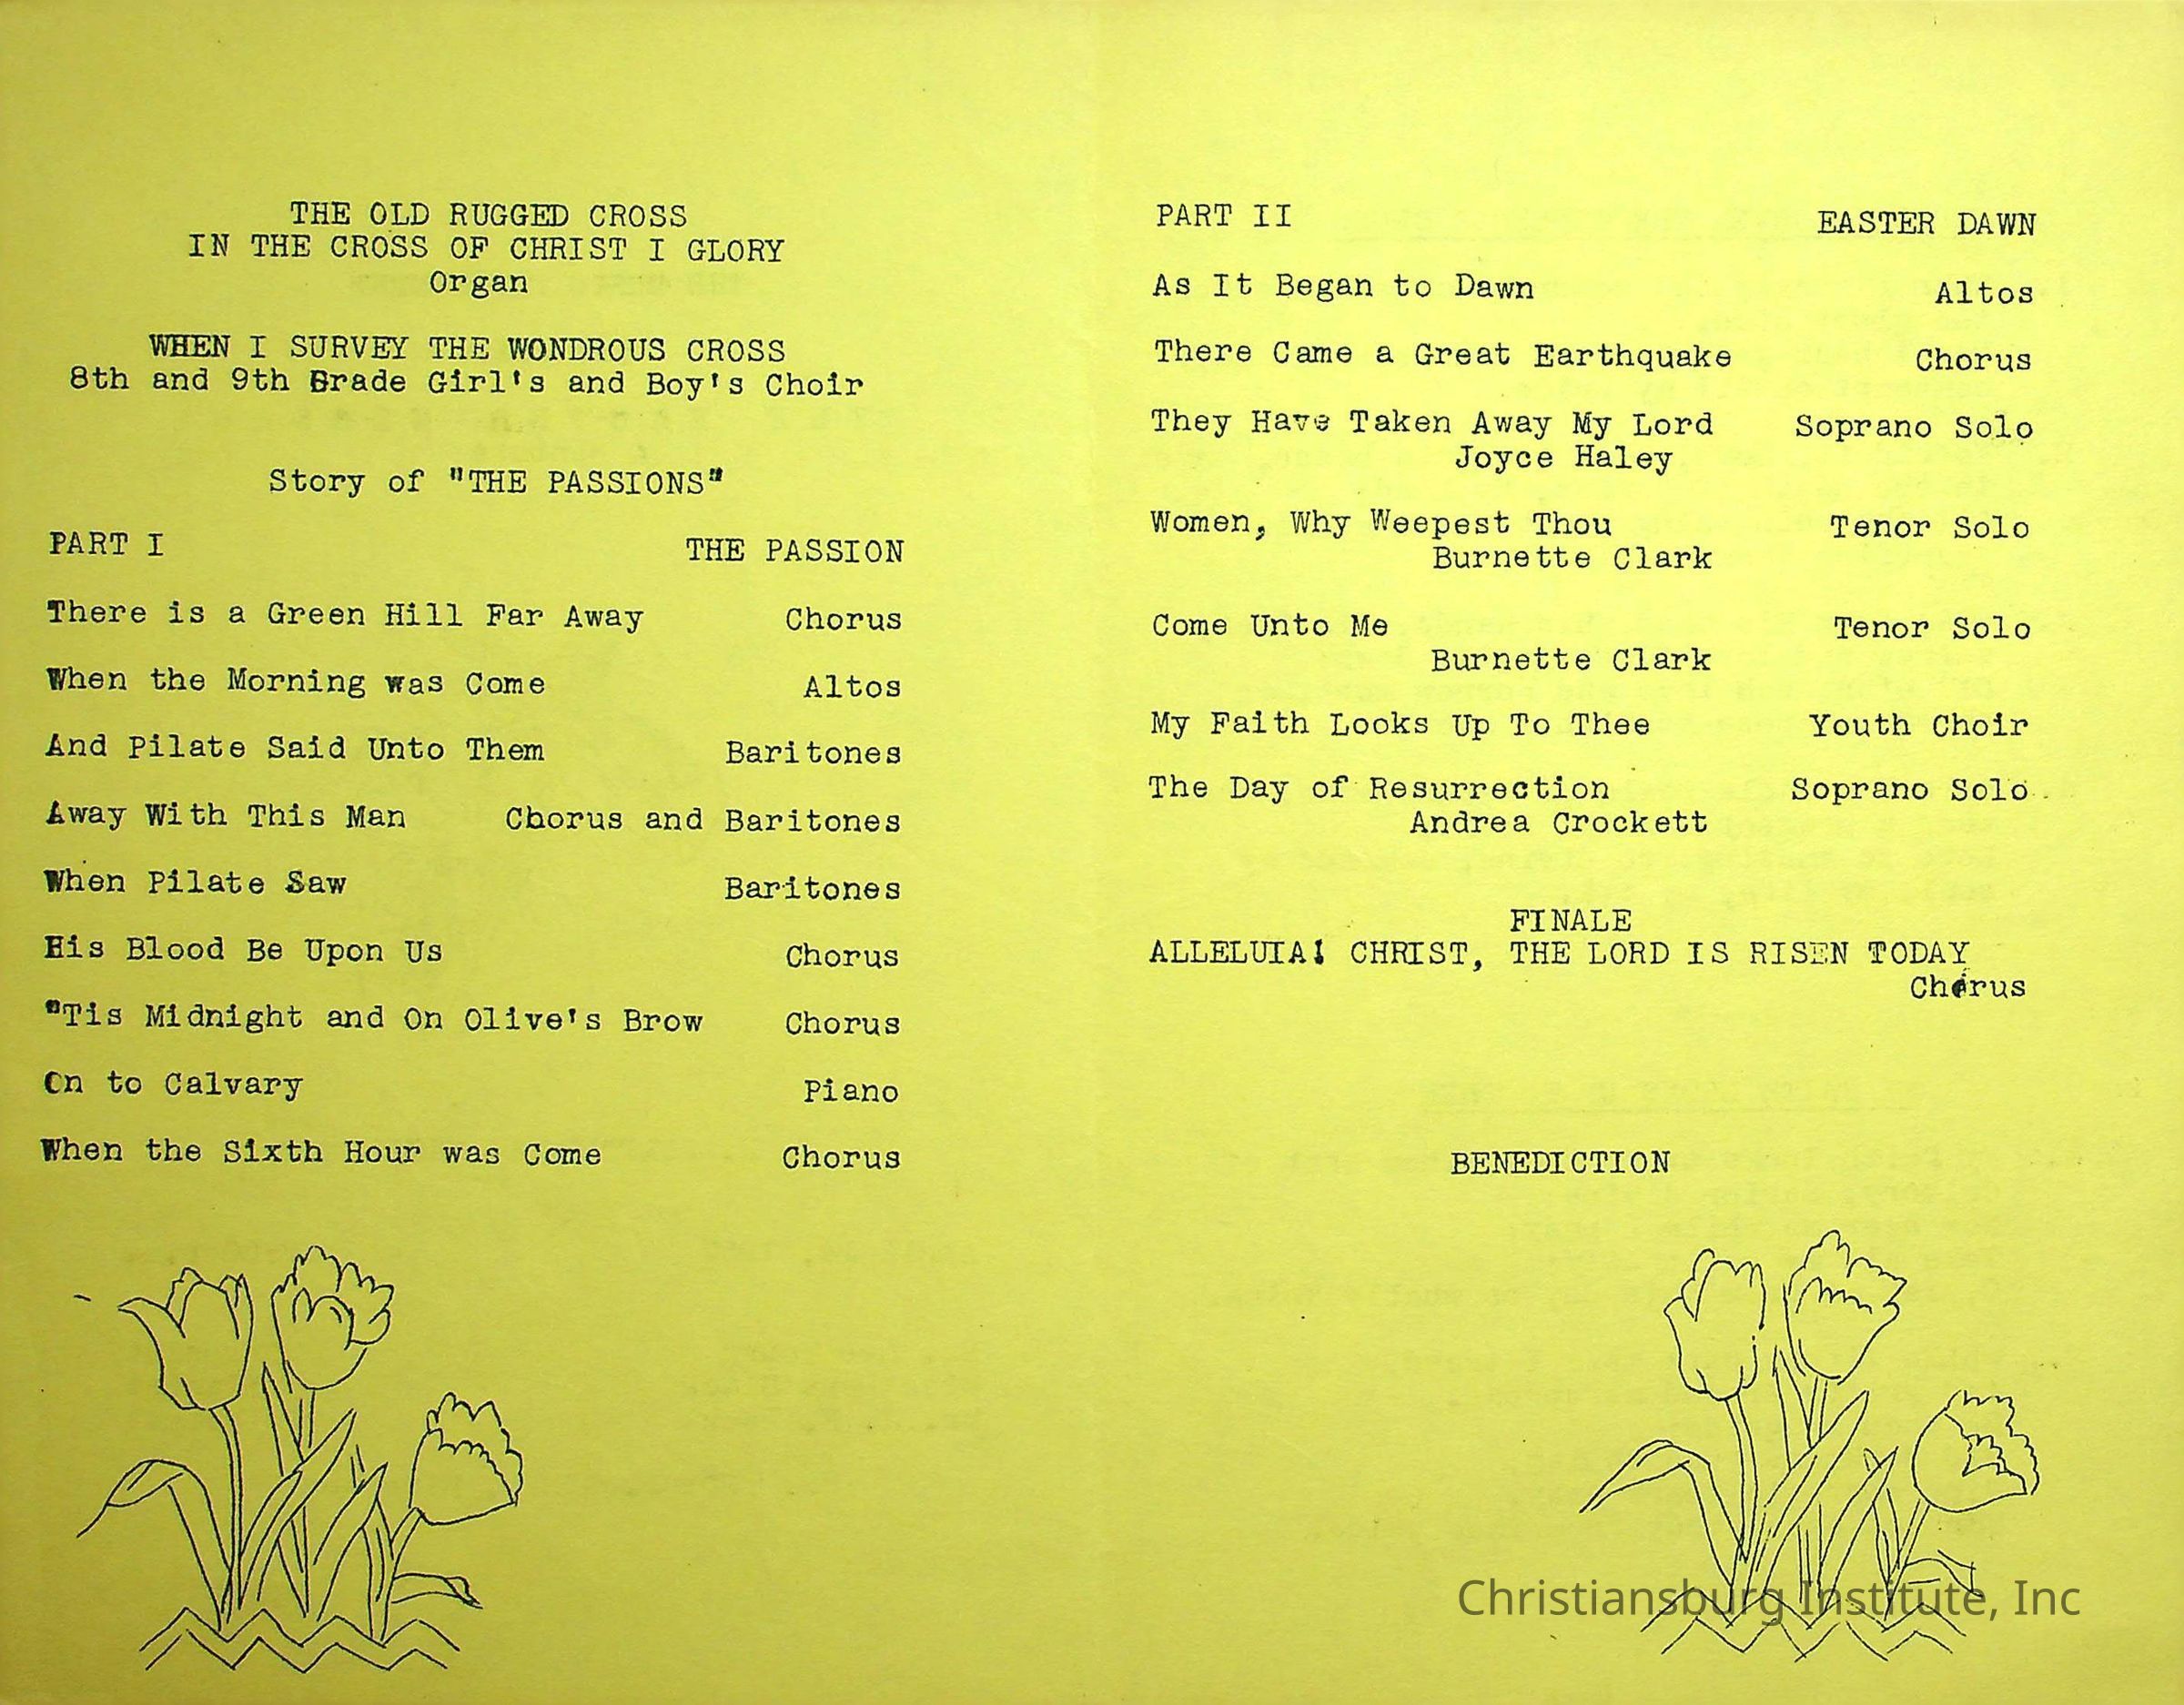 THE OLD RUGGED CROSS
IN THE CROSS OF CHRIST I GLORY
Organ
WHEN I SURVEY THE WONDROUS CROSS
8th and 9th Grade Girl's and Boy's Choir
Story of "THE PASSIONS"
PART I THE PASSION
There is a Green Hill Far Away Chorus
When the Morning was Come Altos
And Pilate Said Unto Them Baritones
Away With This Man Chorus and Baritones
When Pilate Saw Baritones
His Blood Be Upon Us Chorus
"Tis Midnight and On Olive's Brow Chorus
On to Calvary Piano
When the Sixth Hour was Come Chorus
PART II EASTER DAWN
As It Began to Dawn Altos
There Came a Great Earthquake Chorus
They Have Taken Away My Lord Soprano Solo
Joyce Haley
Women, Why Weepest Thou Tenor Solo
Burnette Clark
Come Unto Me Tenor Solo
Burnette Clark
My Faith Looks Up To Thee Youth Choir
The Day of Resurrection Soprano Solo
Andrea Crockett
FINALE
ALLELUIA! CHRIST, THE LORD IS RISEN TODAY
Chorus
BENEDICTION
Christiansburg Institute, Inc